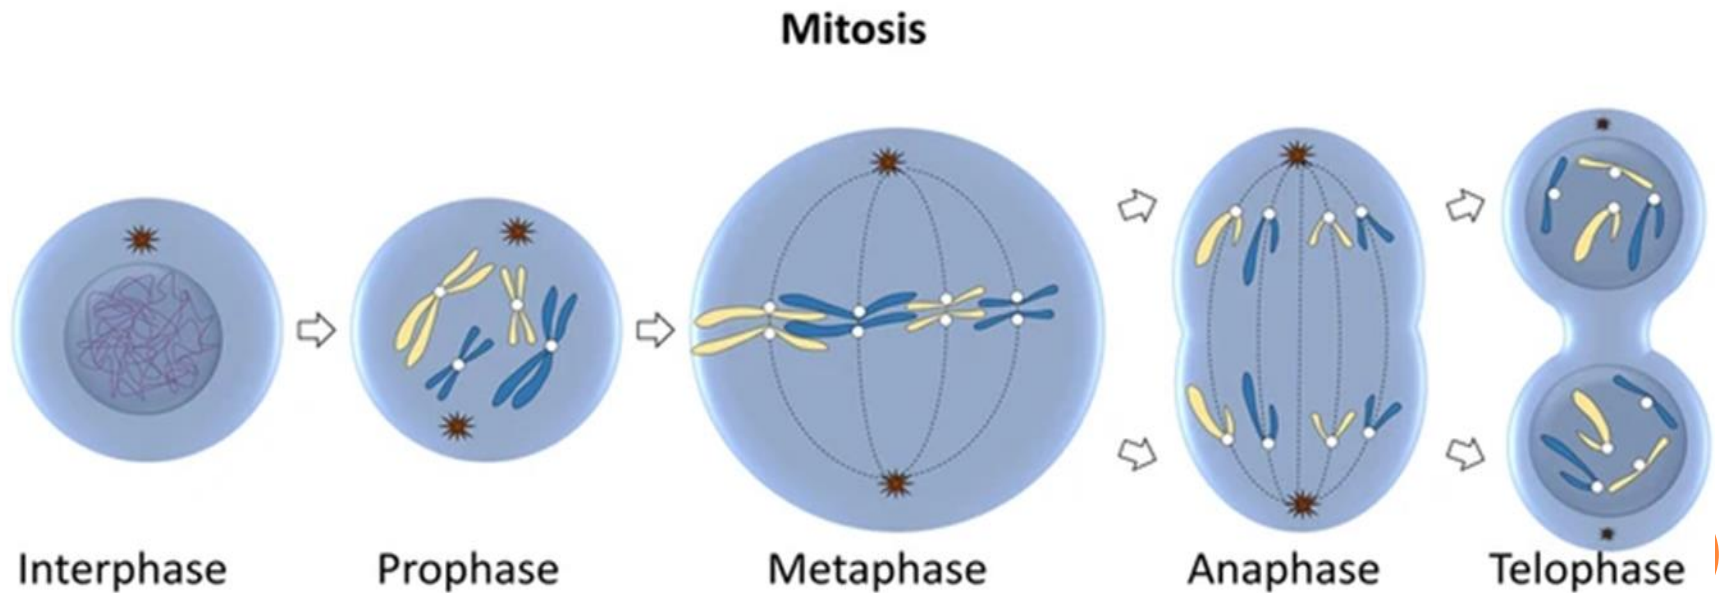 Mitosis
Interphase
Prophase
Metaphase
Anaphase
Telophase